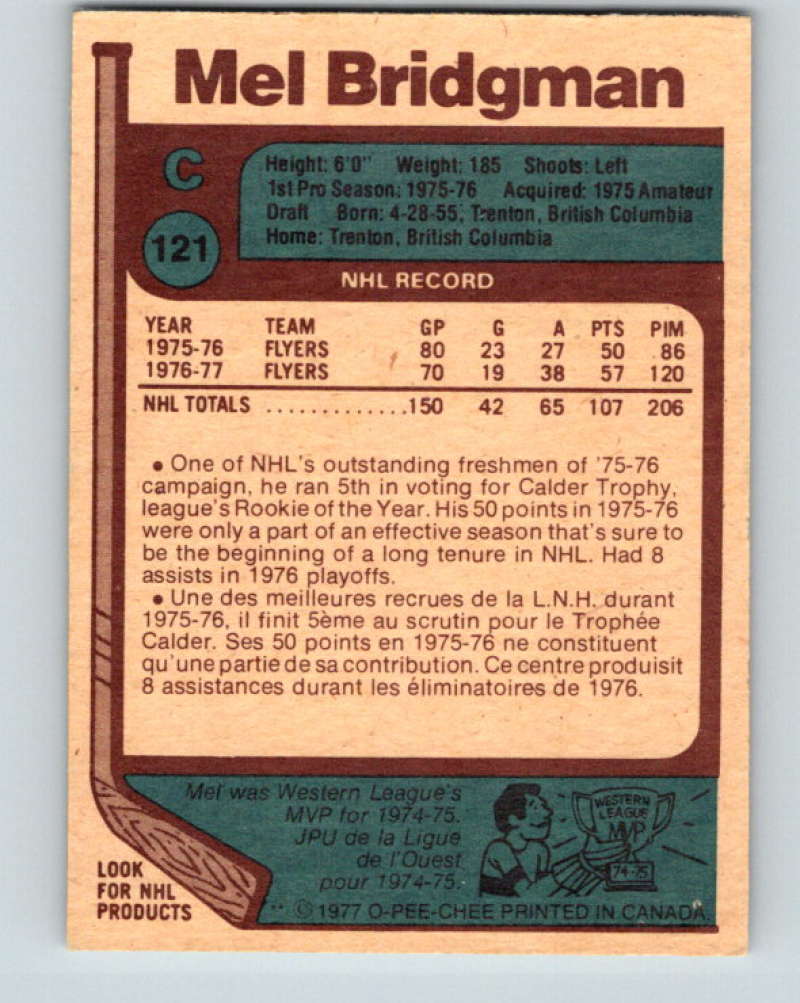 Mel Bridgman
C
Height: 6'0" Weight: 185 Shoots: Left
1st Pro Season: 1975-76 Acquired: 1975 Amateur
Draft Born: 4-28-55, Trenton, British Columbia
Home: Trenton, British Columbia
121
NHL RECORD
YEAR TEAM GP G A PTS PIM
1975-76 FLYERS 80 23 27 50 86
1976-77 FLYERS 70 19 38 57 120
NHL TOTALS .............150 42 65 107 206
• One of NHL's outstanding freshmen of '75-76
campaign, he ran 5th in voting for Calder Trophy,
league's Rookie of the Year. His 50 points in 1975-76
were only a part of an effective season that's sure to
be the beginning of a long tenure in NHL. Had 8
assists in 1976 playoffs.
• Une des meilleures recrues de la L.N.H. durant
1975-76, il finit 5ème au scrutin pour le Trophée
Calder. Ses 50 points en 1975-76 ne constituent
qu'une partie de sa contribution. Ce centre produisit
8 assistances durant les éliminatoires de 1976.
Mel was Western League's
MVP for 1974-75.
JPU de la Ligue
de l'Ouest
pour 1974-75.
WESTERN
LEAGUE
MVP
74-75
LOOK
FOR NHL
PRODUCTS
** © 1977 O-PEE-CHEE PRINTED IN CANADA.